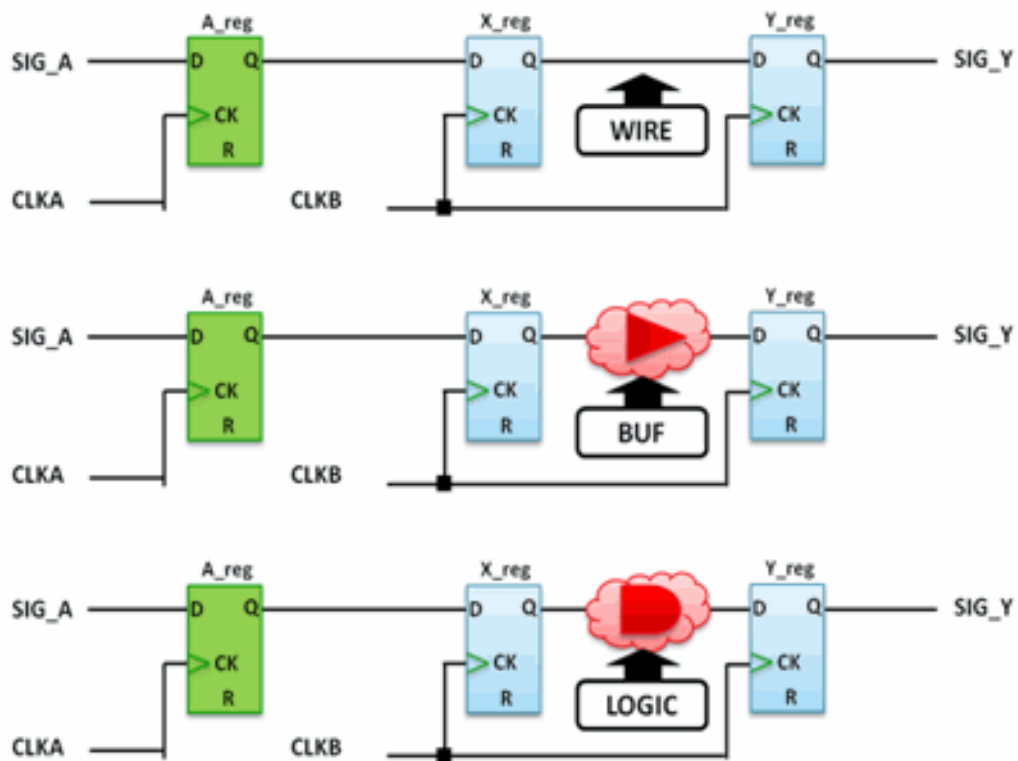 A_reg X_reg Y_reg
SIG_A D Q D Q D Q SIG_Y
CK CK CK
WIRE
R R R
CLKA CLKB
A_reg X_reg Y_reg
SIG_A D Q D Q D Q SIG_Y
CK CK CK
R R R
BUF
CLKA CLKB
A_reg X_reg Y_reg
SIG_A D Q D Q D Q SIG_Y
CK CK CK
R R R
LOGIC
CLKA CLKB